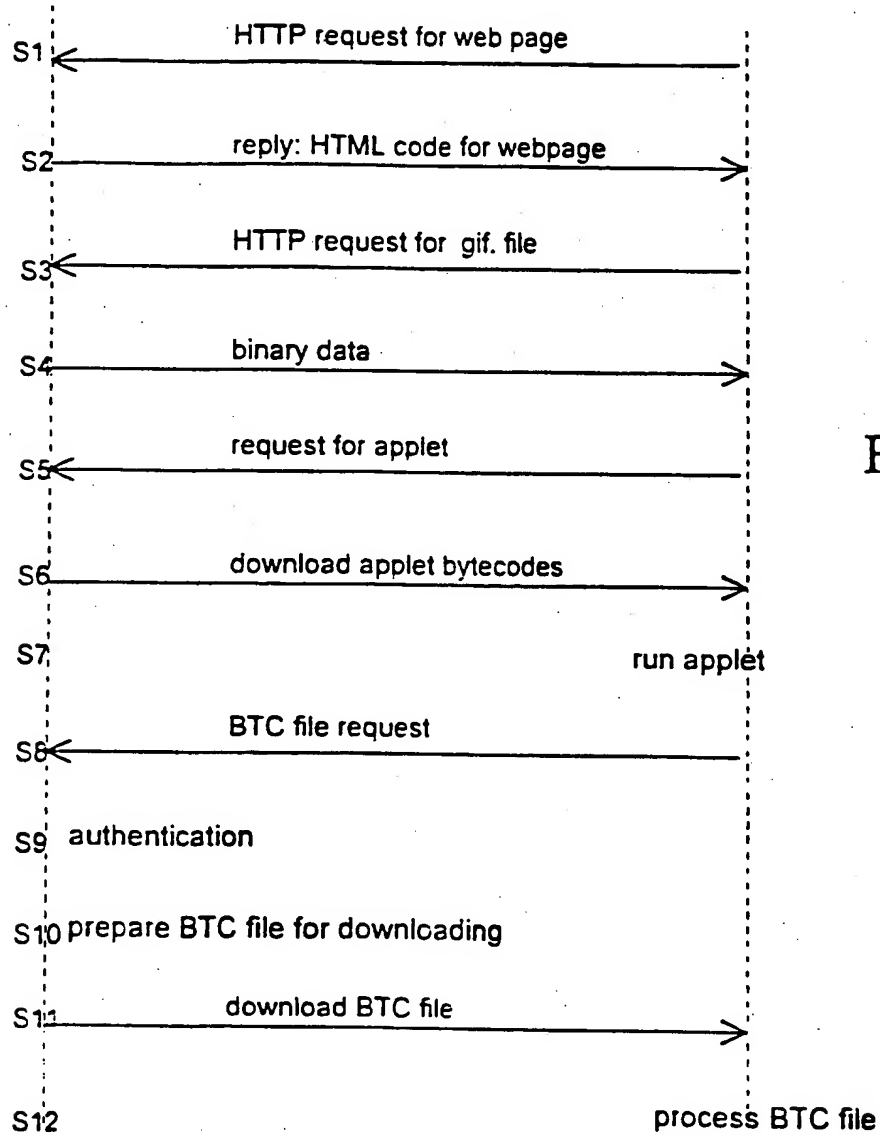 S1 HTTP request for web page
S2 reply: HTML code for webpage
S3 HTTP request for gif. file
S4 binary data
S5 request for applet
S6 download applet bytecodes
S7 run applet
S8 BTC file request
S9 authentication
S10 prepare BTC file for downloading
S11 download BTC file
S12 process BTC file